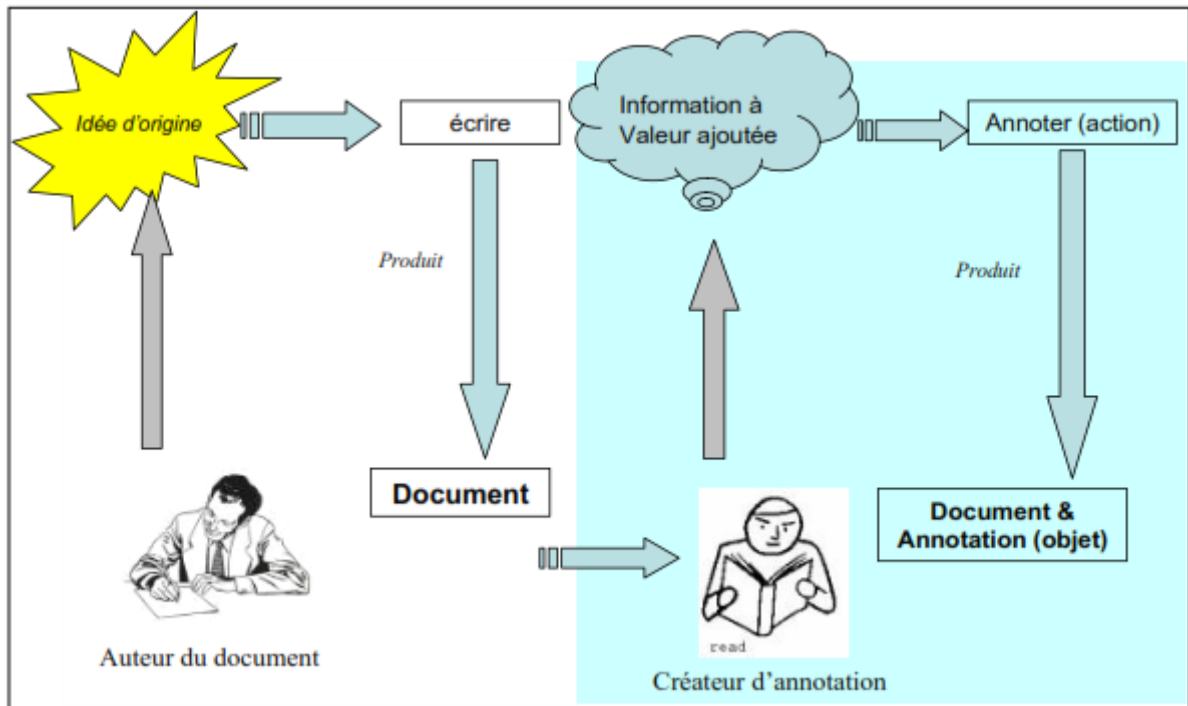 Idée d'origine
écrire
Information à
Valeur ajoutée
Annoter (action)
Produit
Produit
Document
Document &
Annotation (objet)
read
Auteur du document
Créateur d'annotation